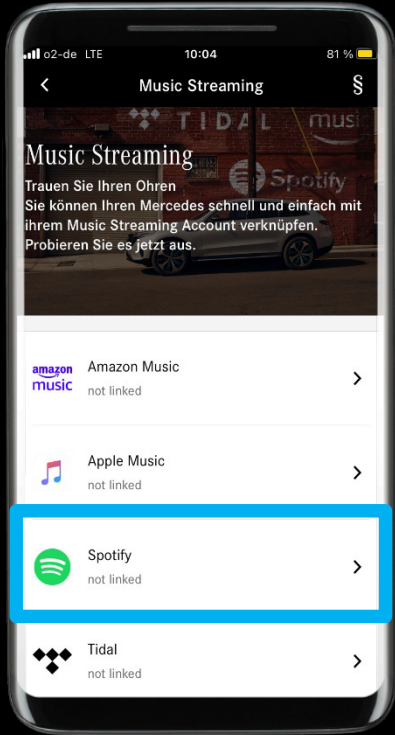 o2-de LTE 10:04 81 %
Music Streaming §
TIDAL music
Music Streaming
Spotify
Trauen Sie Ihren Ohren
Sie können Ihren Mercedes schnell und einfach mit
ihrem Music Streaming Account verknüpfen.
Probieren Sie es jetzt aus.
amazon
music
Amazon Music
not linked
Apple Music
not linked
Spotify
not linked
Tidal
not linked